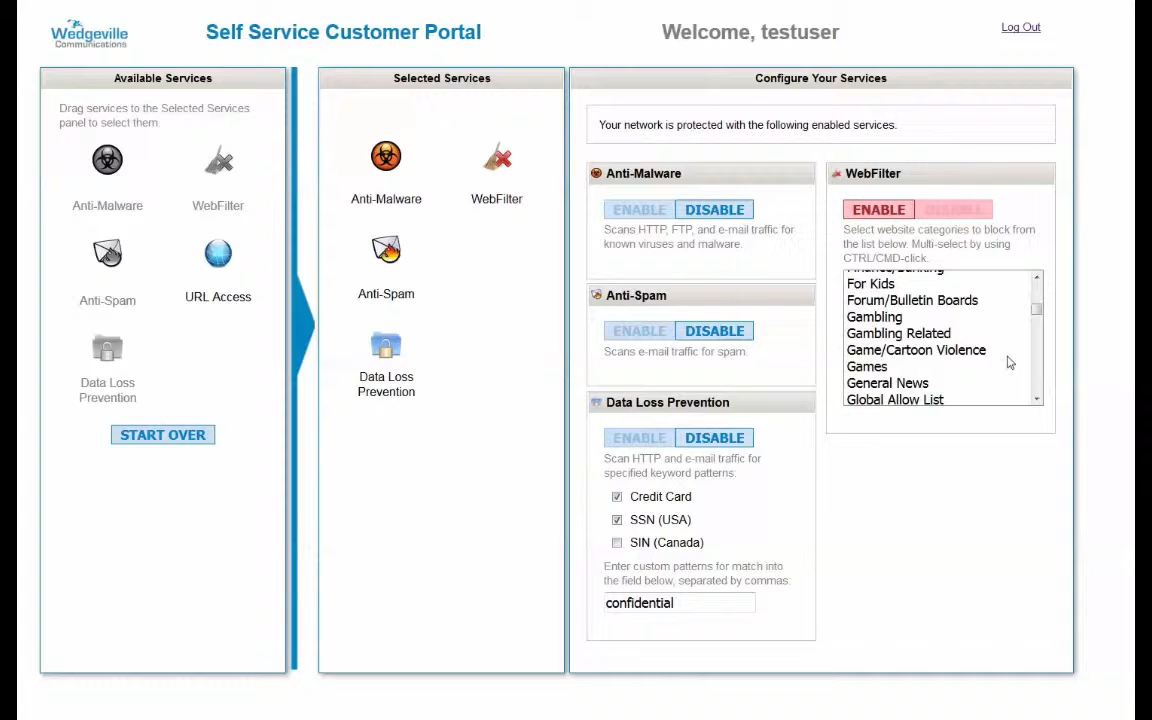 Wedgeville
Communications
Self Service Customer Portal
Welcome, testuser
Log Out
Available Services
Drag services to the Selected Services
panel to select them.
Anti-Malware
WebFilter
Anti-Spam
URL Access
Data Loss
Prevention
START OVER
Selected Services
Anti-Malware
WebFilter
Anti-Spam
Data Loss
Prevention
Configure Your Services
Your network is protected with the following enabled services.
Anti-Malware
ENABLE DISABLE
Scans HTTP, FTP, and e-mail traffic for
known viruses and malware.
Anti-Spam
ENABLE DISABLE
Scans e-mail traffic for spam.
Data Loss Prevention
ENABLE DISABLE
Scan HTTP and e-mail traffic for
specified keyword patterns:
Credit Card
SSN (USA)
SIN (Canada)
Enter custom patterns for match into
the field below, separated by commas:
confidential
WebFilter
ENABLE DISABLE
Select website categories to block from
the list below. Multi-select by using
CTRL/CMD-click.
Finance/Banking
For Kids
Forum/Bulletin Boards
Gambling
Gambling Related
Game/Cartoon Violence
Games
General News
Global Allow List